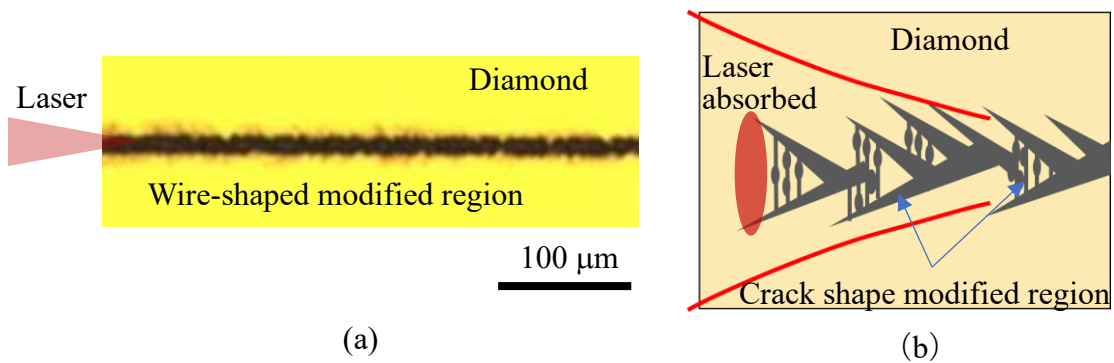 Laser
Diamond
Wire-shaped modified region
100 μm
(a)
Diamond
Laser
absorbed
Crack shape modified region
(b)